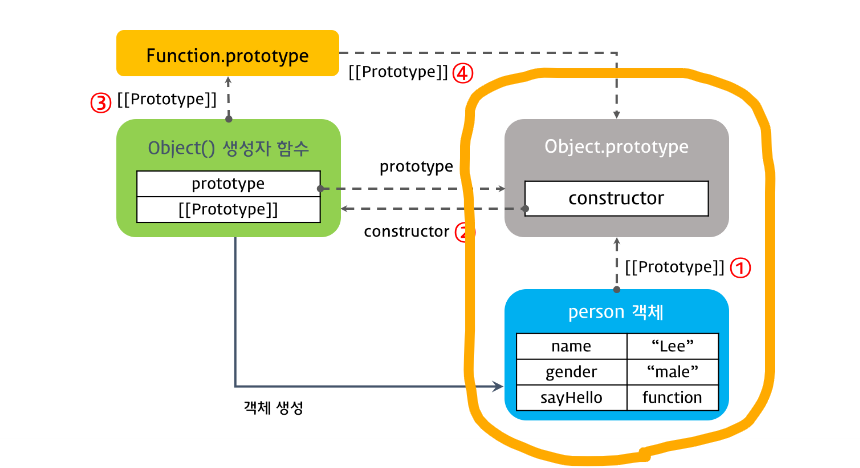 Function.prototype
[[Prototype]] ④
③ [[Prototype]]
Object() 생성자 함수
prototype
[[Prototype]]
prototype
constructor ②
Object.prototype
constructor
[[Prototype]] ①
person 객체
name “Lee”
gender “male”
sayHello function
객체 생성